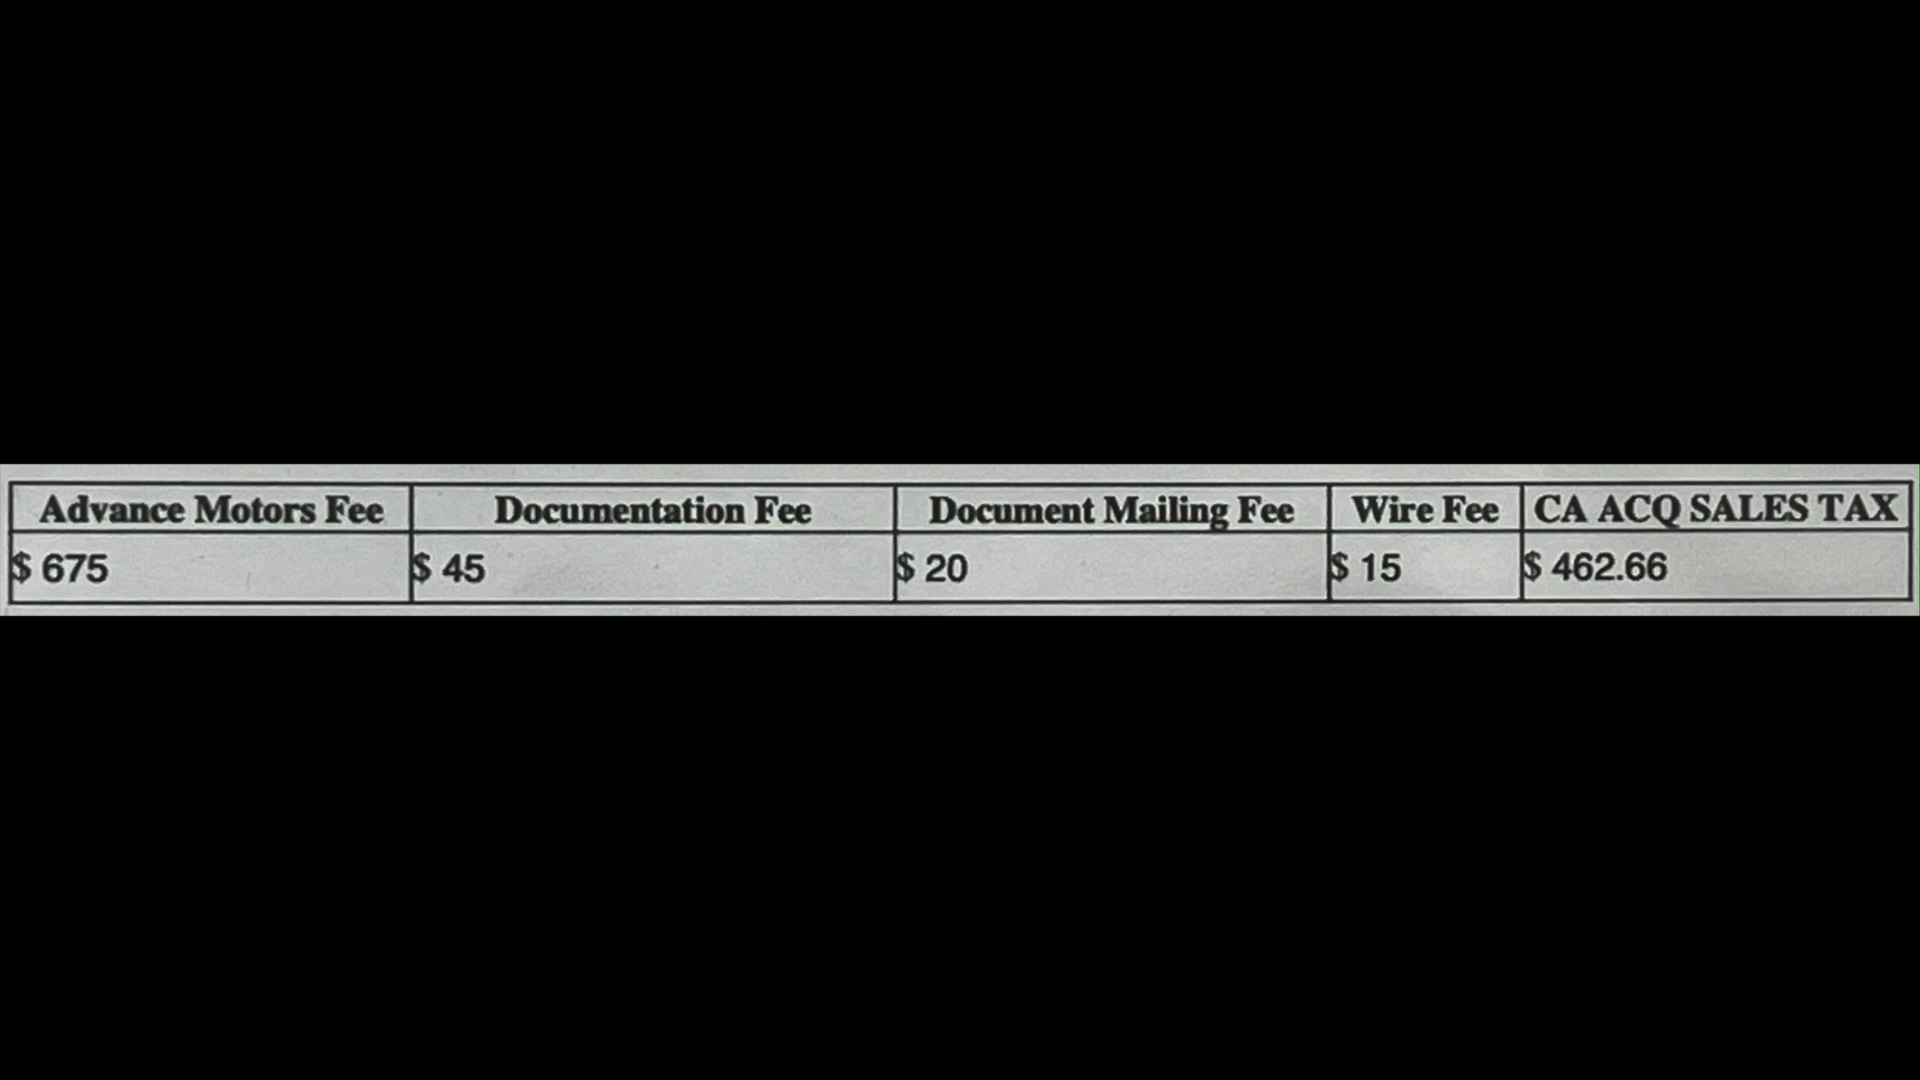 Advance Motors Fee Documentation Fee Document Mailing Fee Wire Fee CA ACQ SALES TAX
$ 675 $ 45 $ 20 $ 15 $ 462.66